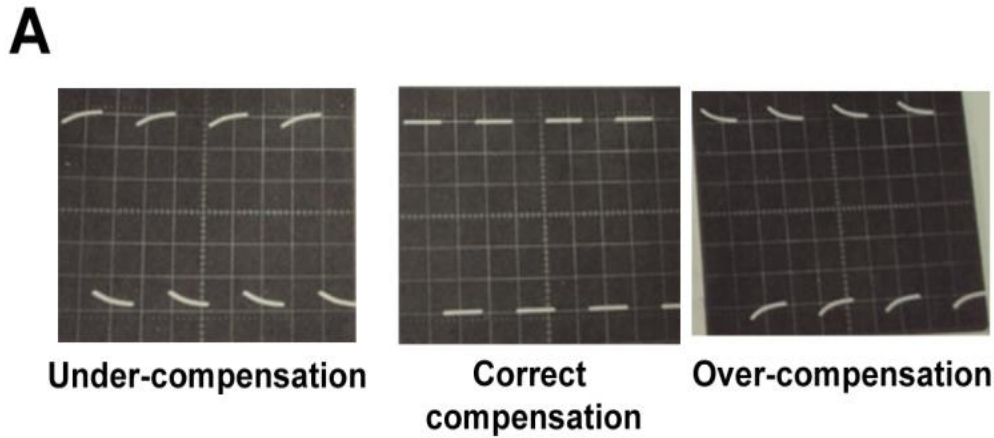 A
Under-compensation
Correct
compensation
Over-compensation